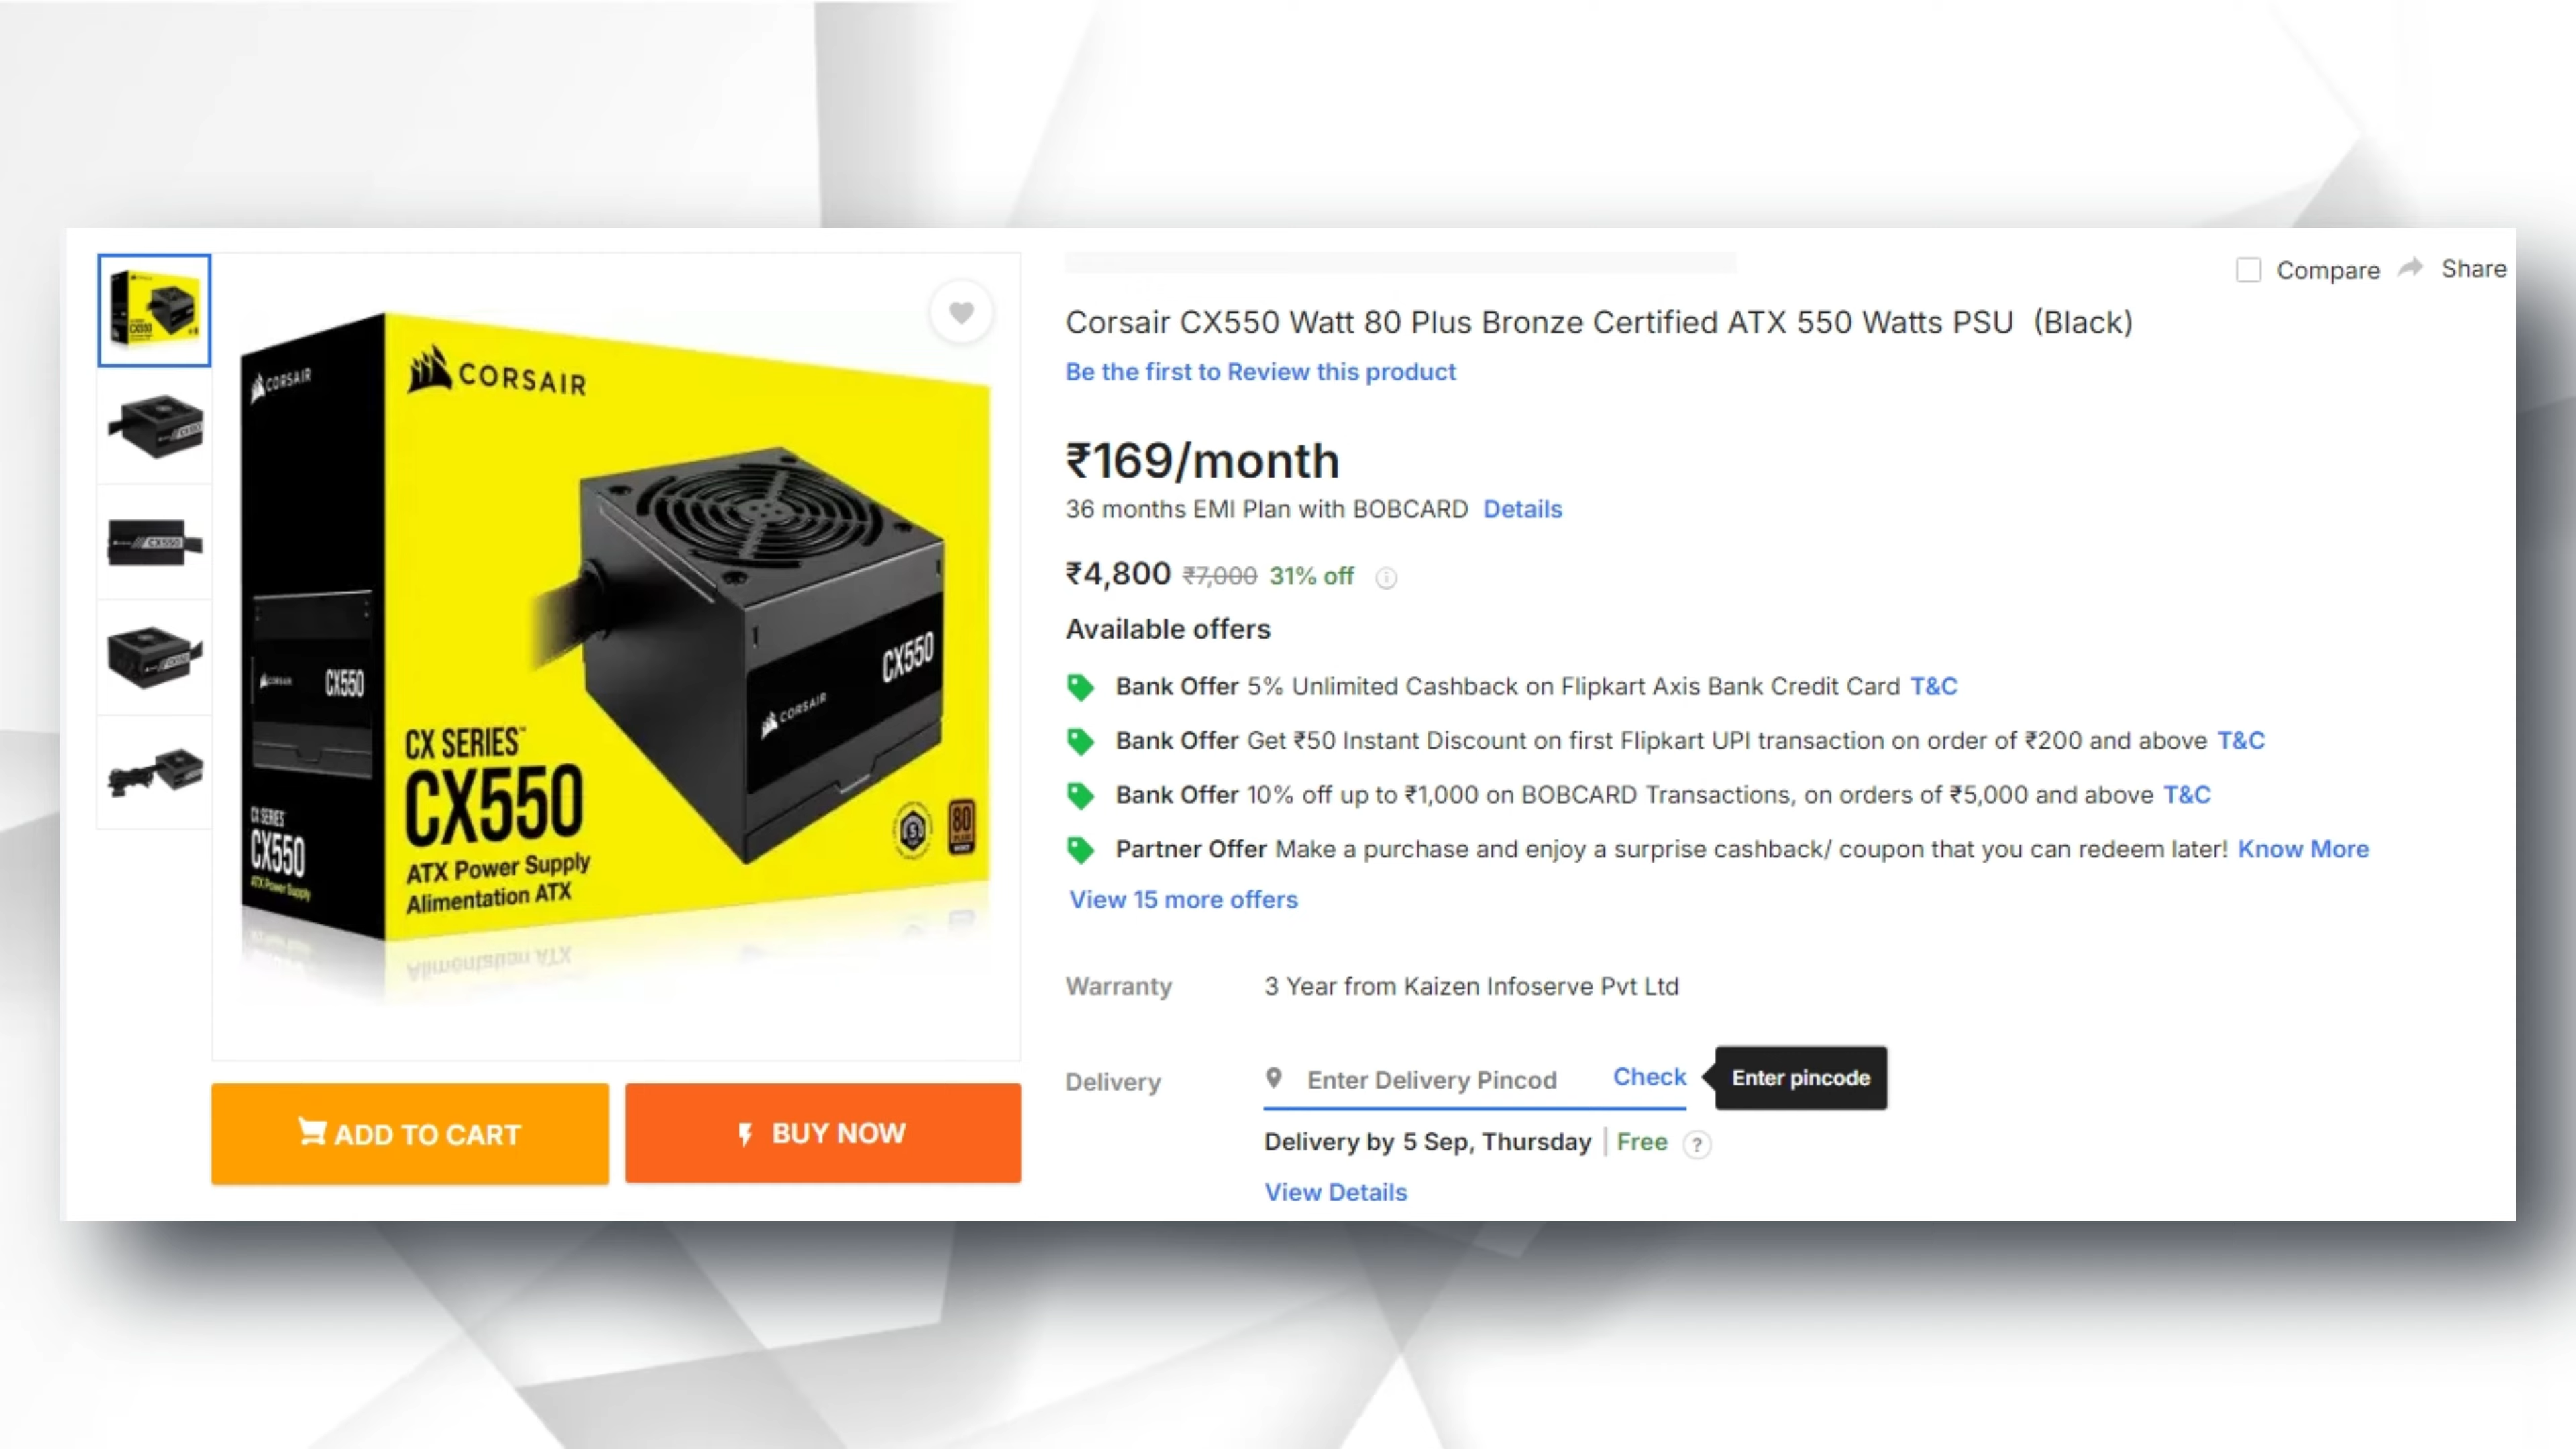 Compare Share
Corsair CX550 Watt 80 Plus Bronze Certified ATX 550 Watts PSU (Black)
Be the first to Review this product
₹169/month
36 months EMI Plan with BOBCARD Details
₹4,800 ₹7,000 31% off
Available offers
Bank Offer 5% Unlimited Cashback on Flipkart Axis Bank Credit Card T&C
Bank Offer Get ₹50 Instant Discount on first Flipkart UPI transaction on order of ₹200 and above T&C
Bank Offer 10% off up to ₹1,000 on BOBCARD Transactions, on orders of ₹5,000 and above T&C
Partner Offer Make a purchase and enjoy a surprise cashback/ coupon that you can redeem later! Know More
View 15 more offers
Warranty 3 Year from Kaizen Infoserve Pvt Ltd
Delivery Enter Delivery Pincod Check Enter pincode
Delivery by 5 Sep, Thursday Free ?
View Details
CORSAIR
CORSAIR
CX550
CORSAIR
CORSAIR
CX550
CX SERIES™
CX550
ATX Power Supply
Alimentation ATX
80
CX SERIES
CX550
ATX Power Supply
ADD TO CART
BUY NOW